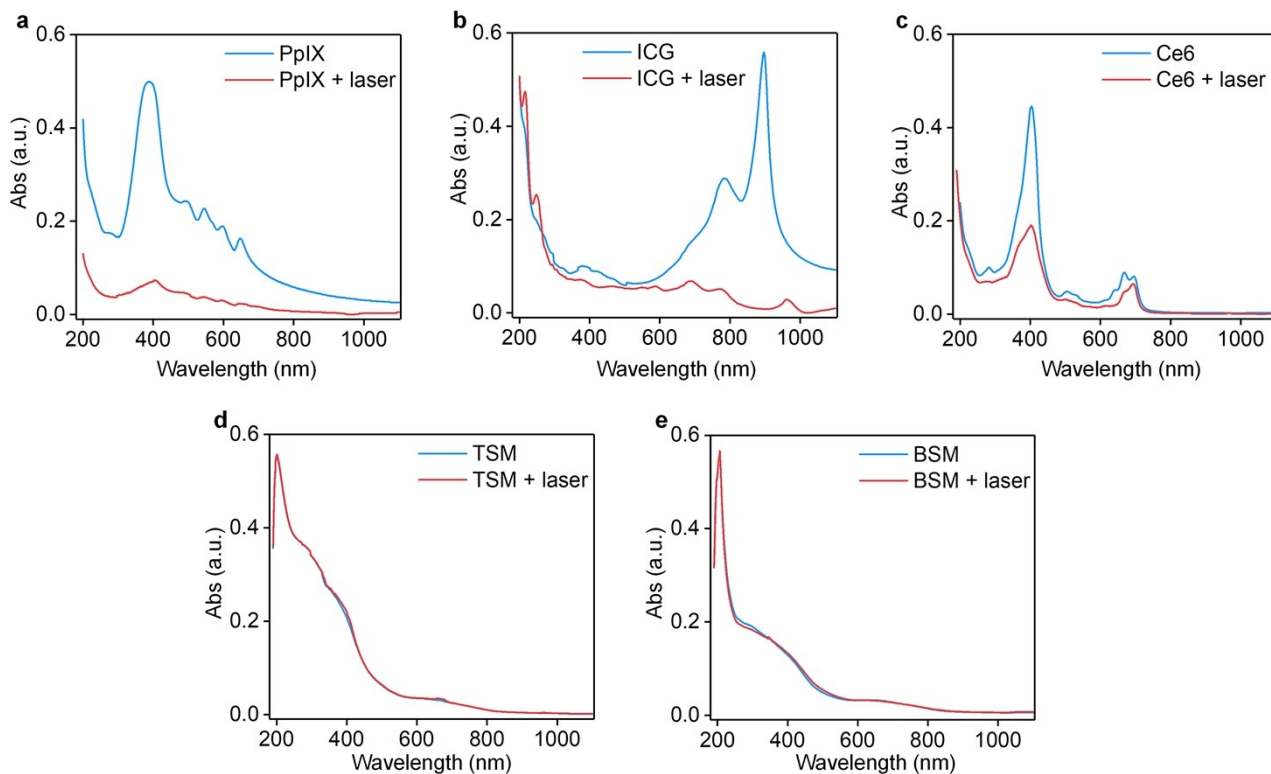 a
PpIX
PpIX + laser
0.4
0.2
0.0
Abs (a.u.)
200 400 600 800 1000
Wavelength (nm)
b
ICG
ICG + laser
0.6
0.4
0.2
0.0
Abs (a.u.)
200 400 600 800 1000
Wavelength (nm)
c
Ce6
Ce6 + laser
0.6
0.4
0.2
0.0
Abs (a.u.)
200 400 600 800 1000
Wavelength (nm)
d
TSM
TSM + laser
0.6
0.4
0.2
0.0
Abs (a.u.)
200 400 600 800 1000
Wavelength (nm)
e
BSM
BSM + laser
0.6
0.4
0.2
0.0
Abs (a.u.)
200 400 600 800 1000
Wavelength (nm)